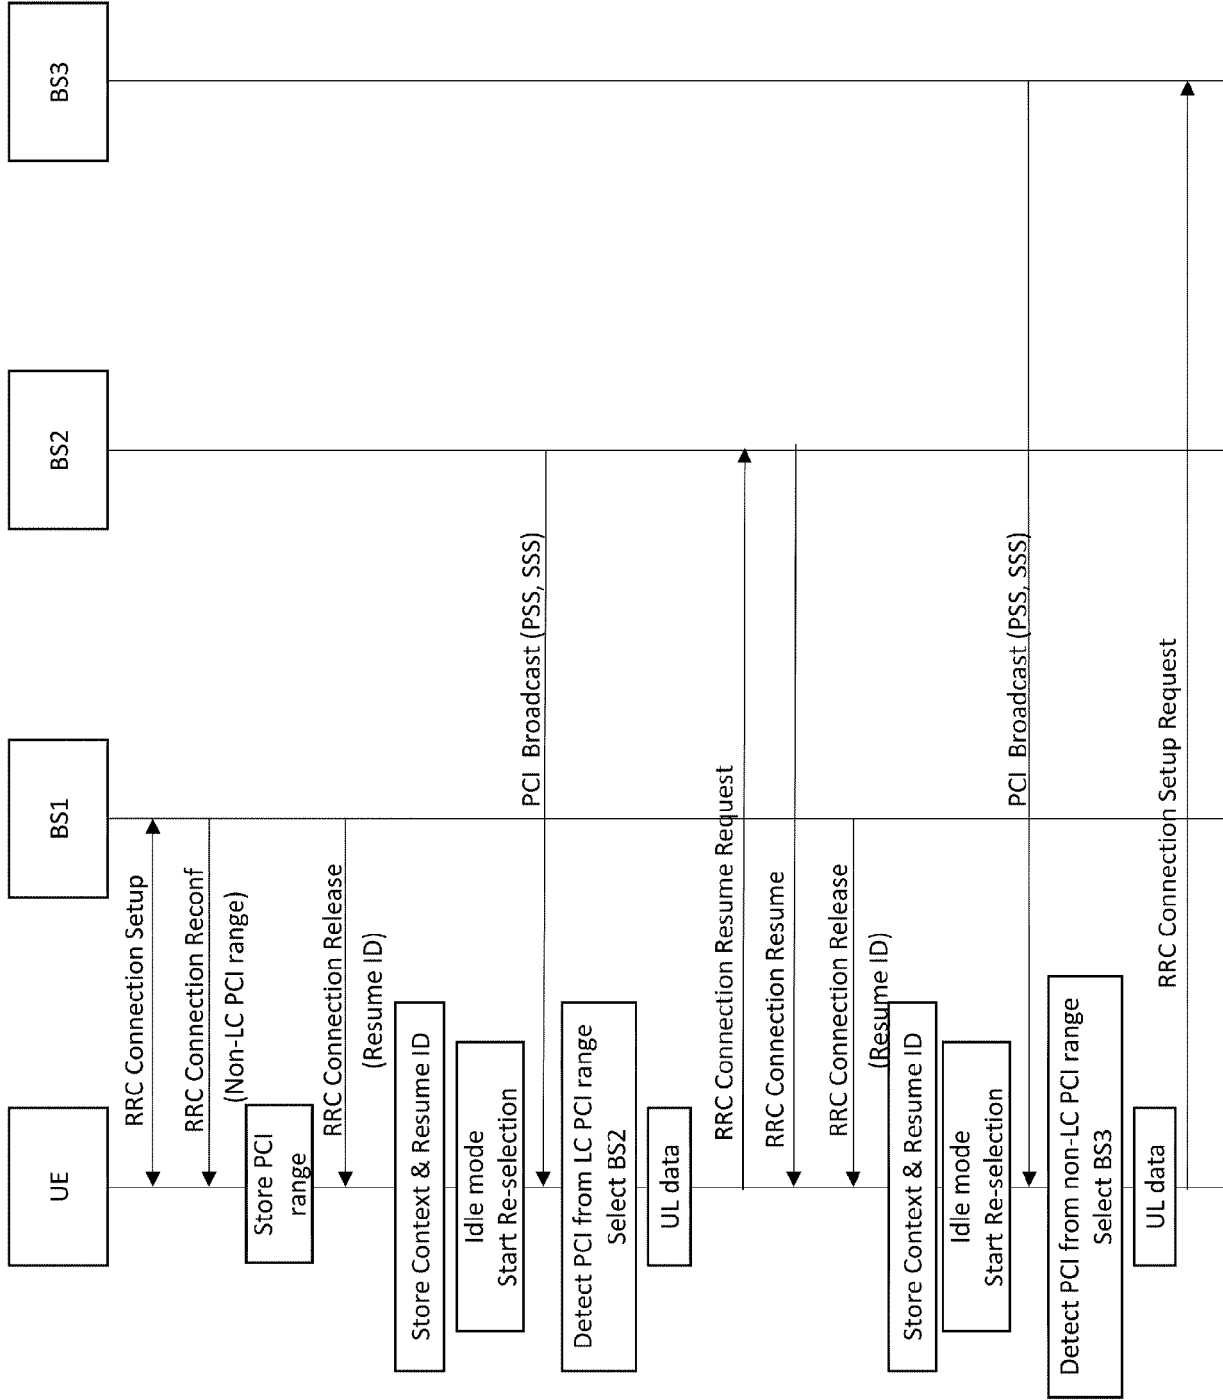 UE
BS1
BS2
BS3
RRC Connection Setup
RRC Connection Reconf
(Non-LC PCI range)
Store PCI
range
RRC Connection Release
(Resume ID)
Store Context & Resume ID
Idle mode
Start Re-selection
PCI Broadcast (PSS, SSS)
Detect PCI from LC PCI range
Select BS2
UL data
RRC Connection Resume Request
RRC Connection Resume
RRC Connection Release
(Resume ID)
Store Context & Resume ID
Idle mode
Start Re-selection
PCI Broadcast (PSS, SSS)
Detect PCI from non-LC PCI range
Select BS3
UL data
RRC Connection Setup Request